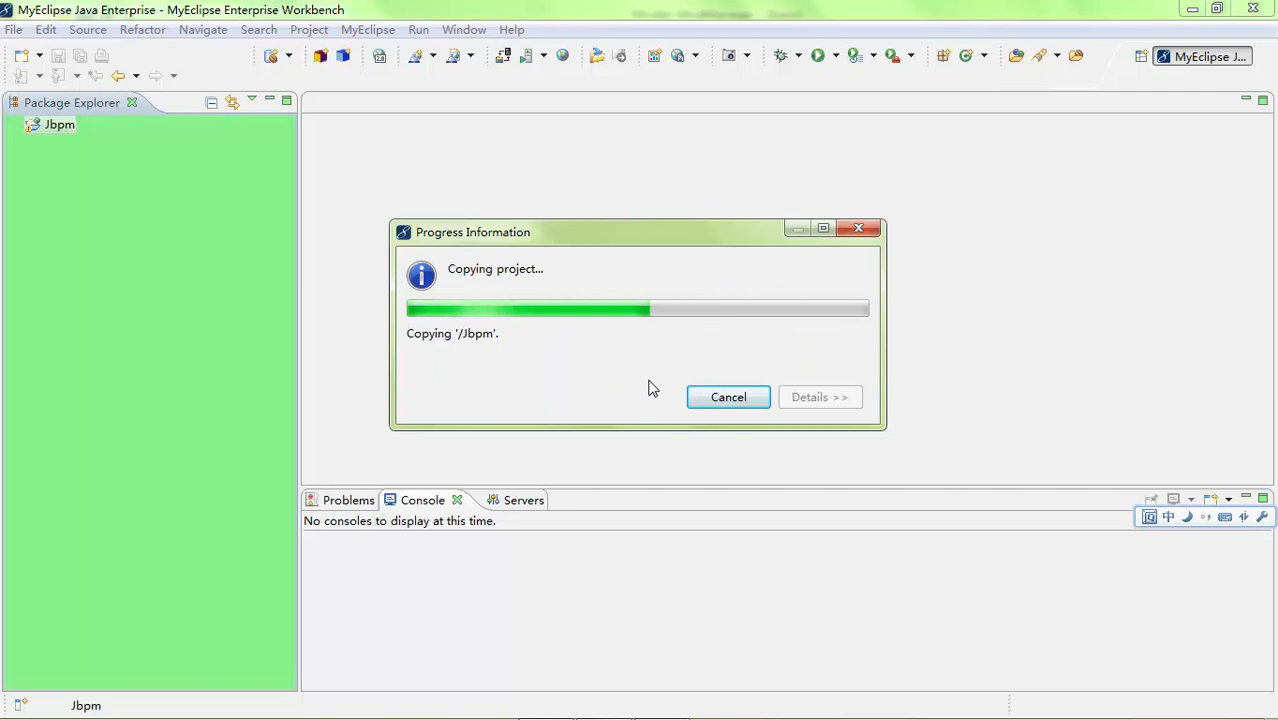 MyEclipse Java Enterprise - MyEclipse Enterprise Workbench
File Edit Source Refactor Navigate Search Project MyEclipse Run Window Help
MyEclipse J...
Package Explorer
Jbpm
Progress Information
Copying project...
Copying '/Jbpm'.
Cancel Details >>
Problems Console Servers
No consoles to display at this time.
中
Jbpm